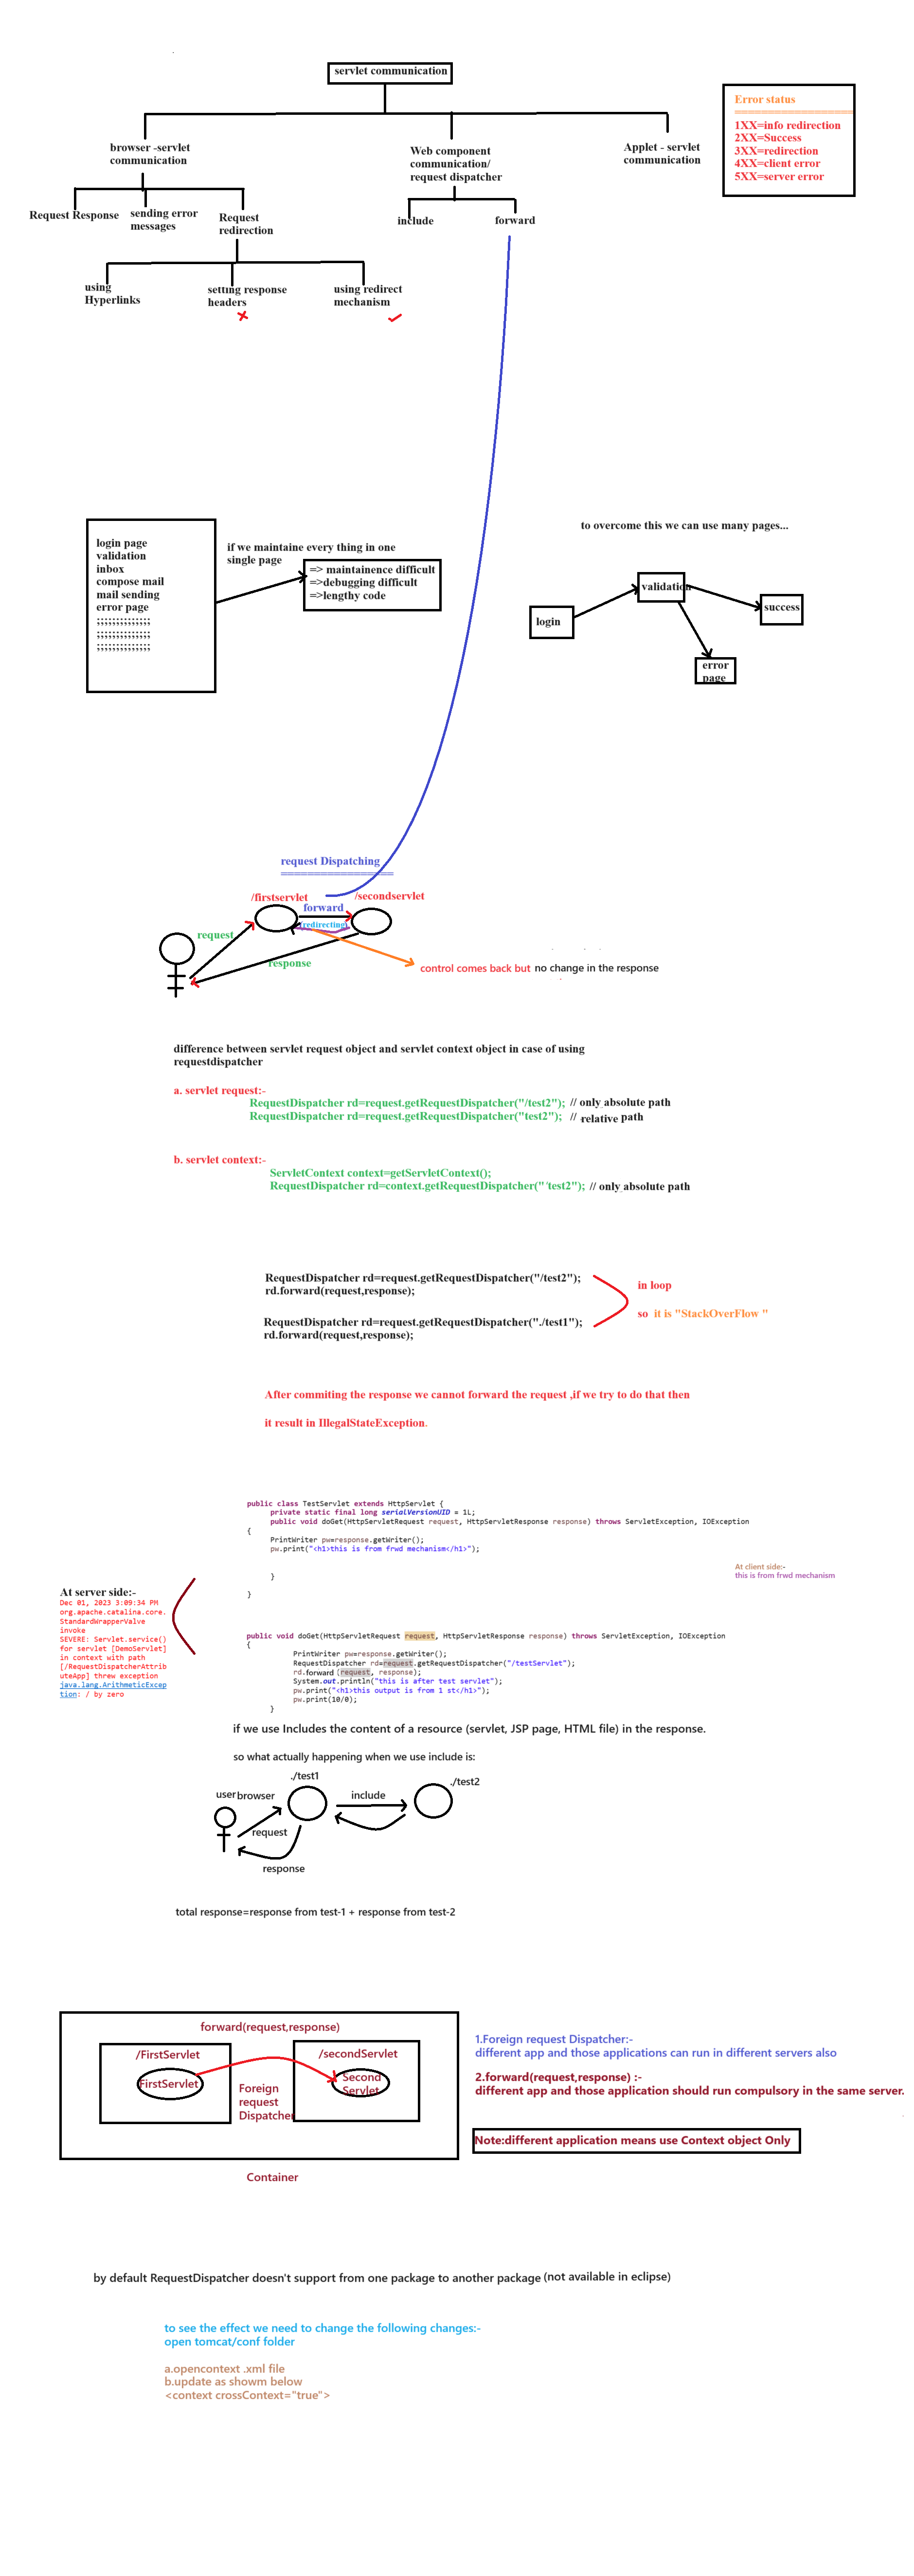 servlet communication
Error status
==================
1XX=info redirection
2XX=Success
3XX=redirection
4XX=client error
5XX=server error
browser -servlet
communication
Web component
communication/
request dispatcher
Applet - servlet
communication
Request Response
sending error
messages
Request
redirection
include
forward
using
Hyperlinks
setting response
headers
using redirect
mechanism
to overcome this we can use many pages...
login page
validation
inbox
compose mail
mail sending
error page
;;;;;;;;;;;;;;
;;;;;;;;;;;;;;
;;;;;;;;;;;;;;
if we maintaine every thing in one
single page
=> maintainence difficult
=>debugging difficult
=>lengthy code
login
validation
success
error
page
request Dispatching
==================
/firstservlet
/secondservlet
forward
(redirecting)
request
response
control comes back but no change in the response
difference between servlet request object and servlet context object in case of using
requestdispatcher
a. servlet request:-
RequestDispatcher rd=request.getRequestDispatcher("/test2"); // only absolute path
RequestDispatcher rd=request.getRequestDispatcher("test2"); // relative path
b. servlet context:-
ServletContext context=getServletContext();
RequestDispatcher rd=context.getRequestDispatcher("/test2"); // only absolute path
RequestDispatcher rd=request.getRequestDispatcher("/test2");
rd.forward(request,response);
in loop
so it is "StackOverFlow "
RequestDispatcher rd=request.getRequestDispatcher("./test1");
rd.forward(request,response);
After commiting the response we cannot forward the request ,if we try to do that then
it result in IllegalStateException.
public class TestServlet extends HttpServlet {
private static final long serialVersionUID = 1L;
public void doGet(HttpServletRequest request, HttpServletResponse response) throws ServletException, IOException
{
PrintWriter pw=response.getWriter();
pw.print("<h1>this is from frwd mechanism</h1>");
}
}
At client side:-
this is from frwd mechanism
At server side:-
Dec 01, 2023 3:09:34 PM
org.apache.catalina.core.
StandardWrapperValve
invoke
SEVERE: Servlet.service()
for servlet [DemoServlet]
in context with path
[/RequestDispatcherAttrib
uteApp] threw exception
java.lang.ArithmeticExcep
tion: / by zero
public void doGet(HttpServletRequest request, HttpServletResponse response) throws ServletException, IOException
{
PrintWriter pw=response.getWriter();
RequestDispatcher rd=request.getRequestDispatcher("/testServlet");
rd.forward (request, response);
System.out.println("this is after test servlet");
pw.print("<h1>this output is from 1 st</h1>");
pw.print(10/0);
}
if we use Includes the content of a resource (servlet, JSP page, HTML file) in the response.
so what actually happening when we use include is:
./test1
./test2
user browser
include
request
response
total response=response from test-1 + response from test-2
forward(request,response)
/FirstServlet
/secondServlet
FirstServlet
Second
Servlet
Foreign
request
Dispatcher
Container
1.Foreign request Dispatcher:-
different app and those applications can run in different servers also
2.forward(request,response) :-
different app and those application should run compulsory in the same server.
Note:different application means use Context object Only
by default RequestDispatcher doesn't support from one package to another package (not available in eclipse)
to see the effect we need to change the following changes:-
open tomcat/conf folder
a.opencontext .xml file
b.update as showm below
<context crossContext="true">